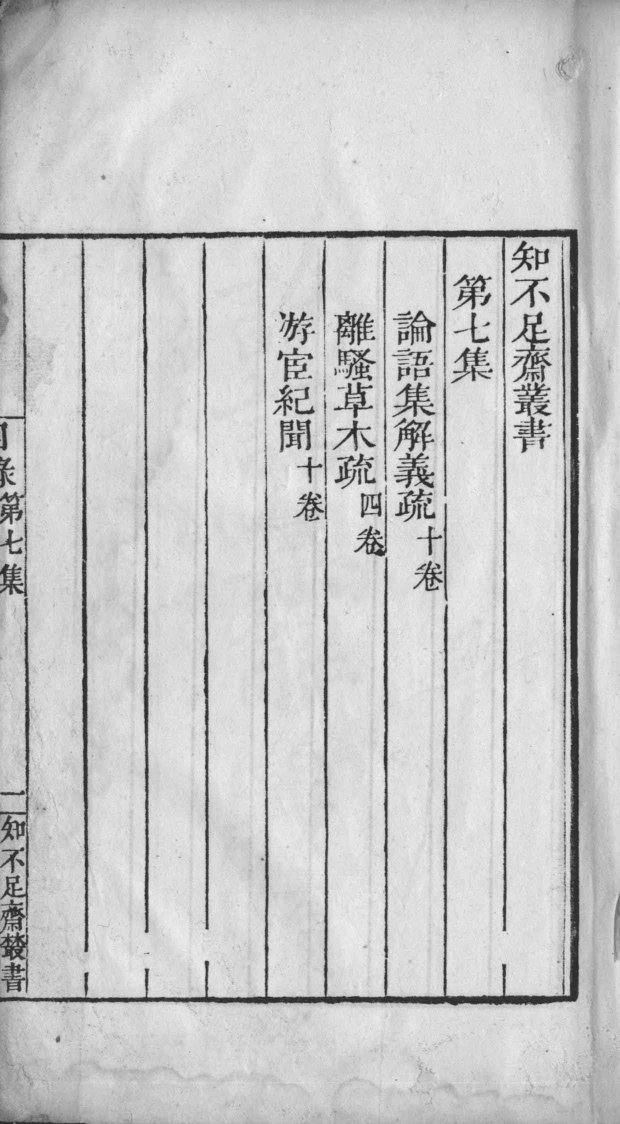 知不足齋叢書
第七集
論語集解義疏十卷
離騷草木疏四卷
游宦紀聞十卷
目錄第七集
一
知不足齋叢書